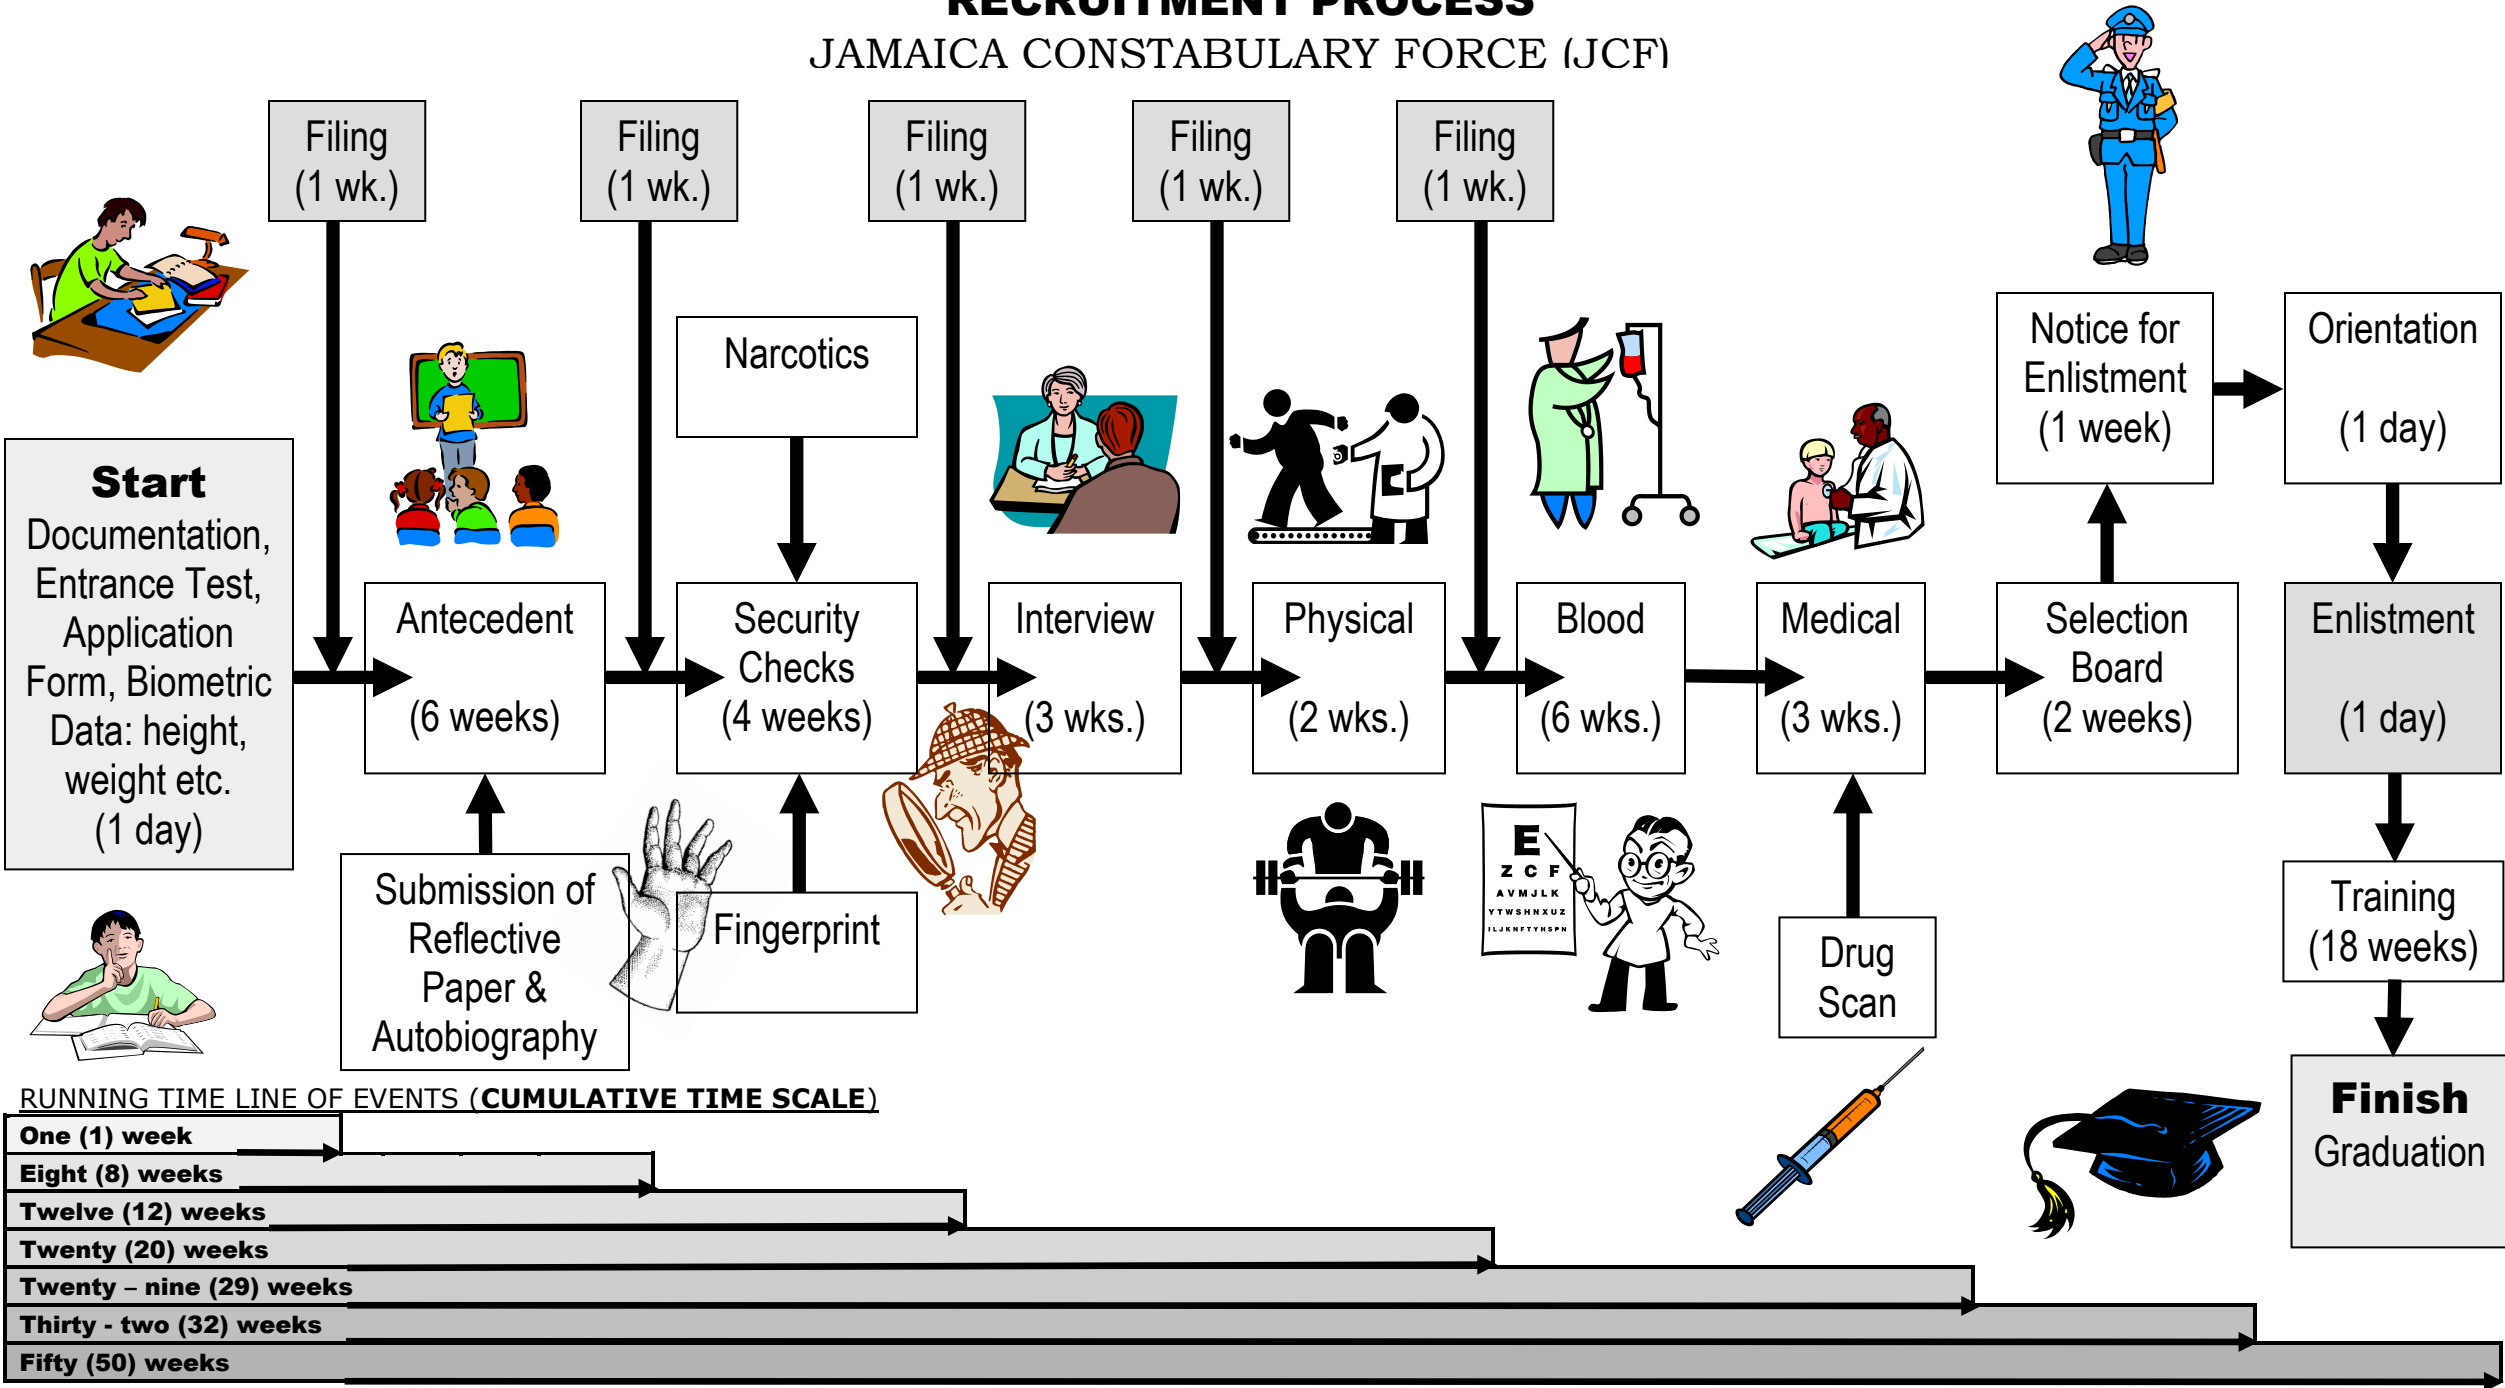 RECRUITMENT PROCESS
JAMAICA CONSTABULARY FORCE (JCF)
Filing
(1 wk.)
Filing
(1 wk.)
Filing
(1 wk.)
Filing
(1 wk.)
Filing
(1 wk.)
Start
Documentation,
Entrance Test,
Application
Form, Biometric
Data: height,
weight etc.
(1 day)
Antecedent
(6 weeks)
Submission of
Reflective
Paper &
Autobiography
Narcotics
Security
Checks
(4 weeks)
Fingerprint
Interview
(3 wks.)
Physical
(2 wks.)
Blood
(6 wks.)
E
Z C F
AVMJLK
YTWSHNXUZ
ILJKNFTYHSPN
Medical
(3 wks.)
Drug
Scan
Selection
Board
(2 weeks)
Notice for
Enlistment
(1 week)
Orientation
(1 day)
Enlistment
(1 day)
Training
(18 weeks)
Finish
Graduation
RUNNING TIME LINE OF EVENTS (CUMULATIVE TIME SCALE)
One (1) week
Eight (8) weeks
Twelve (12) weeks
Twenty (20) weeks
Twenty – nine (29) weeks
Thirty - two (32) weeks
Fifty (50) weeks